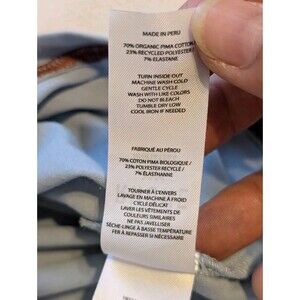 MADE IN PERU
70% ORGANIC PIMA COTTON/
23% RECYCLED POLYESTER/
7% ELASTANE
TURN INSIDE OUT
MACHINE WASH COLD
GENTLE CYCLE
WASH WITH LIKE COLORS
DO NOT BLEACH
TUMBLE DRY LOW
COOL IRON IF NEEDED
FABRIQUÉ AU PÉROU
70% COTON PIMA BIOLOGIQUE /
23% POLYESTER RECYCLÉ /
7% ÉLASTHANNE
TOURNER À L'ENVERS
LAVAGE EN MACHINE À FROID
CYCLE DÉLICAT
LAVER LES VÊTEMENTS DE
COULEURS SIMILAIRES
NE PAS JAVELLISER
SÈCHE-LINGE À BASSE TEMPÉRATURE
FER À REPASSER SI NÉCESSAIRE